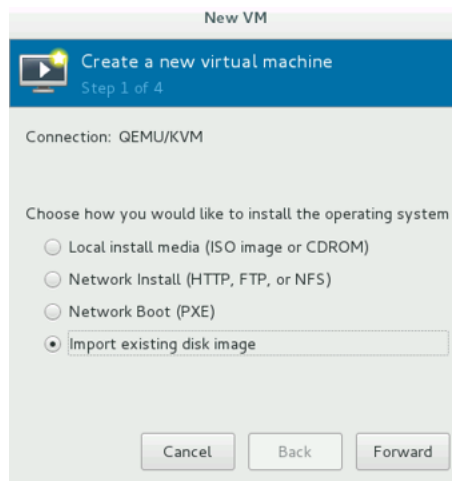 New VM
Create a new virtual machine
Step 1 of 4
Connection: QEMU/KVM
Choose how you would like to install the operating system
Local install media (ISO image or CDROM)
Network Install (HTTP, FTP, or NFS)
Network Boot (PXE)
Import existing disk image
Cancel
Back
Forward